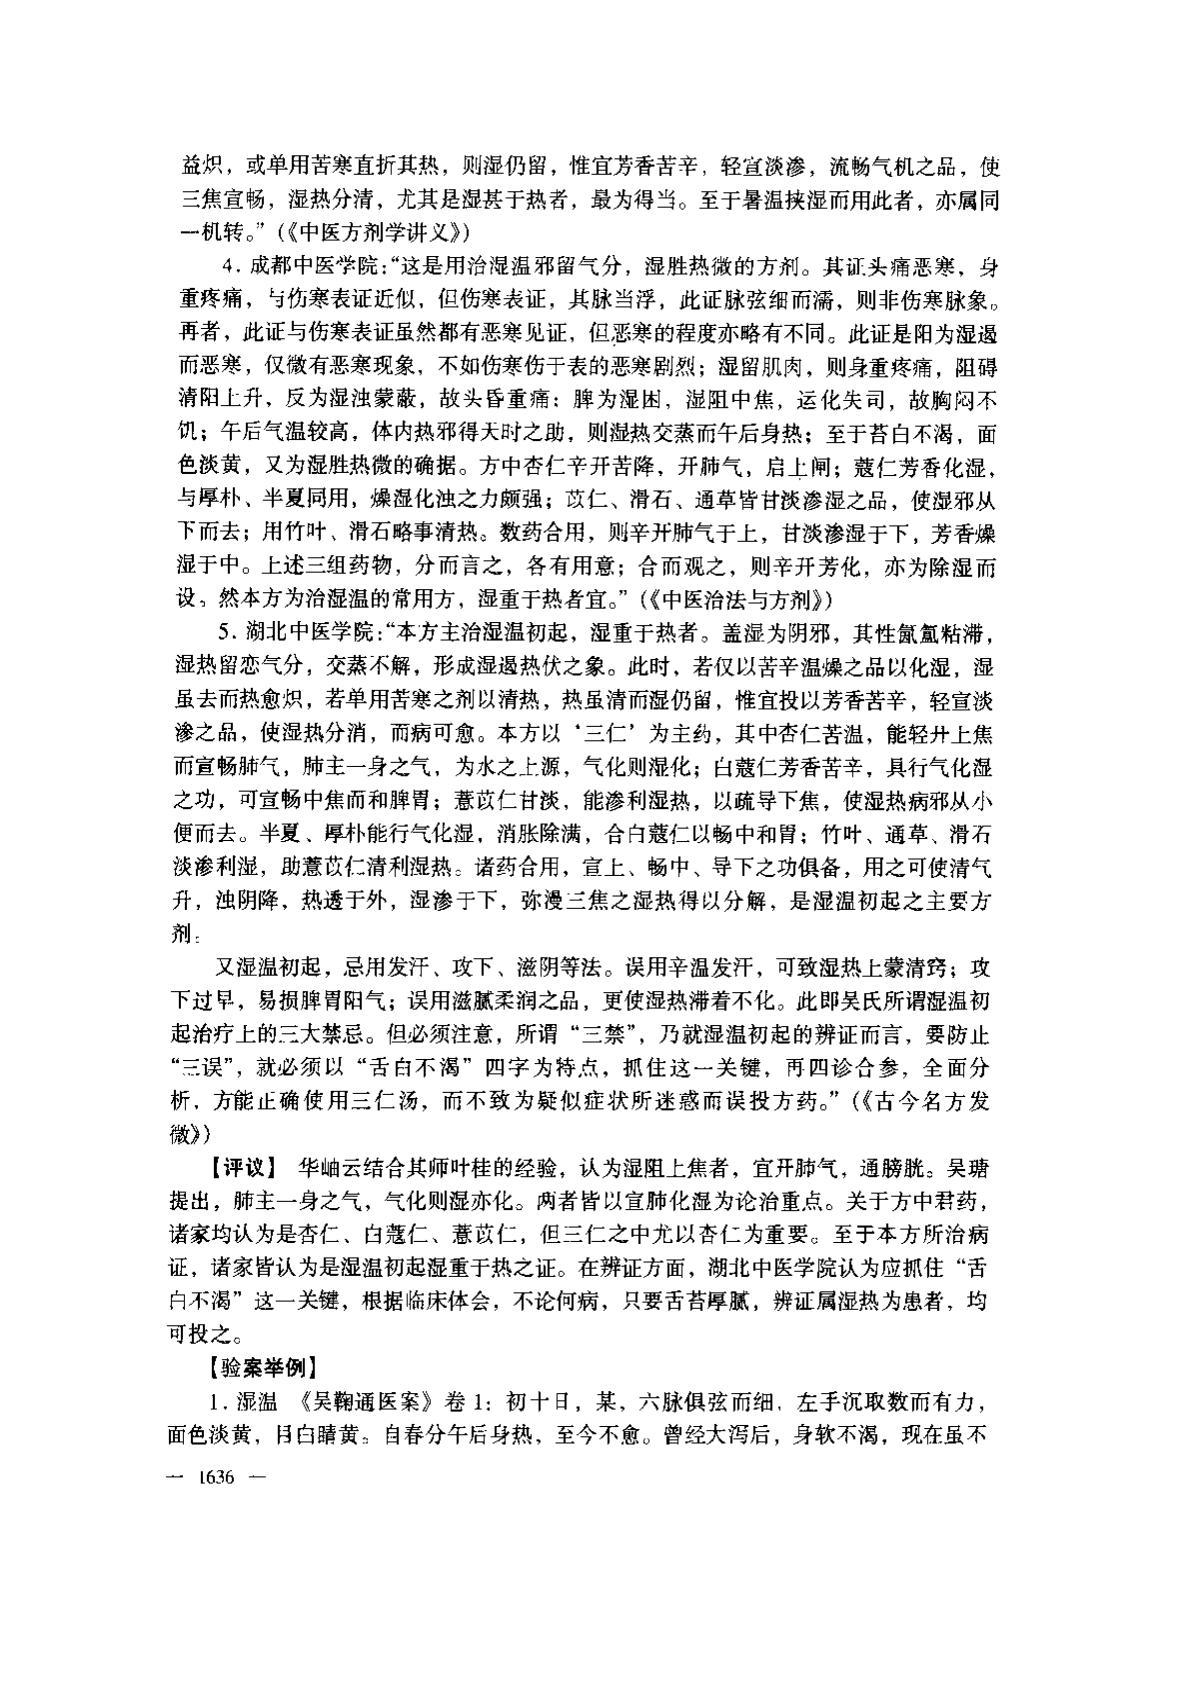 益炽，或单用苦寒直折其热，则湿仍留，惟宜芳香苦辛，轻宣淡渗，流畅气机之品，使
三焦宣畅，湿热分清，尤其是湿甚于热者，最为得当。至于暑温挟湿而用此者，亦属同
一机转。”（《中医方剂学讲义》）
4. 成都中医学院：“这是用治湿温邪留气分，湿胜热微的方剂。其证头痛恶寒，身
重疼痛，与伤寒表证近似，但伤寒表证，其脉当浮，此证脉弦细而濡，则非伤寒脉象。
再者，此证与伤寒表证虽然都有恶寒见证，但恶寒的程度亦略有不同。此证是阳为湿遏
而恶寒，仅微有恶寒现象，不如伤寒伤于表的恶寒剧烈；湿留肌肉，则身重疼痛，阻碍
清阳上升，反为湿浊蒙蔽，故头昏重痛；脾为湿困，湿阻中焦，运化失司，故胸闷不
饥；午后气温较高，体内热邪得天时之助，则湿热交蒸而午后身热；至于苔白不渴，面
色淡黄，又为湿胜热微的确据。方中杏仁辛开苦降，开肺气，启上闸；蔻仁芳香化湿，
与厚朴、半夏同用，燥湿化浊之力颇强；苡仁、滑石、通草皆甘淡渗湿之品，使湿邪从
下而去；用竹叶、滑石略事清热。数药合用，则辛开肺气于上，甘淡渗湿于下，芳香燥
湿于中。上述三组药物，分而言之，各有用意；合而观之，则辛开芳化，亦为除湿而
设。然本方为治湿温的常用方，湿重于热者宜。”（《中医治法与方剂》）
5. 湖北中医学院：“本方主治湿温初起，湿重于热者。盖湿为阴邪，其性氤氲粘滞，
湿热留恋气分，交蒸不解，形成湿遏热伏之象。此时，若仅以苦辛温燥之品以化湿，湿
虽去而热愈炽，若单用苦寒之剂以清热，热虽清而湿仍留，惟宜投以芳香苦辛，轻宣淡
渗之品，使湿热分消，而病可愈。本方以‘三仁’为主药，其中杏仁苦温，能轻升上焦
而宣畅肺气，肺主一身之气，为水之上源，气化则湿化；白蔻仁芳香苦辛，具行气化湿
之功，可宣畅中焦而和脾胃；薏苡仁甘淡，能渗利湿热，以疏导下焦，使湿热病邪从小
便而去。半夏、厚朴能行气化湿，消胀除满，合白蔻仁以畅中和胃；竹叶、通草、滑石
淡渗利湿，助薏苡仁清利湿热。诸药合用，宣上、畅中、导下之功俱备，用之可使清气
升，浊阴降，热透于外，湿渗于下，弥漫三焦之湿热得以分解，是湿温初起之主要方
剂。
又湿温初起，忌用发汗、攻下、滋阴等法。误用辛温发汗，可致湿热上蒙清窍；攻
下过早，易损脾胃阳气；误用滋腻柔润之品，更使湿热滞着不化。此即吴氏所谓湿温初
起治疗上的三大禁忌。但必须注意，所谓“三禁”，乃就湿温初起的辨证而言，要防止
“三误”，就必须以“舌白不渴”四字为特点，抓住这一关键，再四诊合参，全面分
析，方能正确使用三仁汤，而不致为疑似症状所迷惑而误投方药。”（《古今名方发
微》）
【评议】 华岫云结合其师叶桂的经验，认为湿阻上焦者，宜开肺气，通膀胱。吴瑭
提出，肺主一身之气，气化则湿亦化。两者皆以宣肺化湿为论治重点。关于方中君药，
诸家均认为是杏仁、白蔻仁、薏苡仁，但三仁之中尤以杏仁为重要。至于本方所治病
证，诸家皆认为是湿温初起湿重于热之证。在辨证方面，湖北中医学院认为应抓住“舌
白不渴”这一关键，根据临床体会，不论何病，只要舌苔厚腻，辨证属湿热为患者，均
可投之。
【验案举例】
1. 湿温 《吴鞠通医案》卷1：初十日，某，六脉俱弦而细，左手沉取数而有力，
面色淡黄，目白睛黄。自春分午后身热，至今不愈。曾经大泻后，身软不渴，现在虽不
— 1636 —